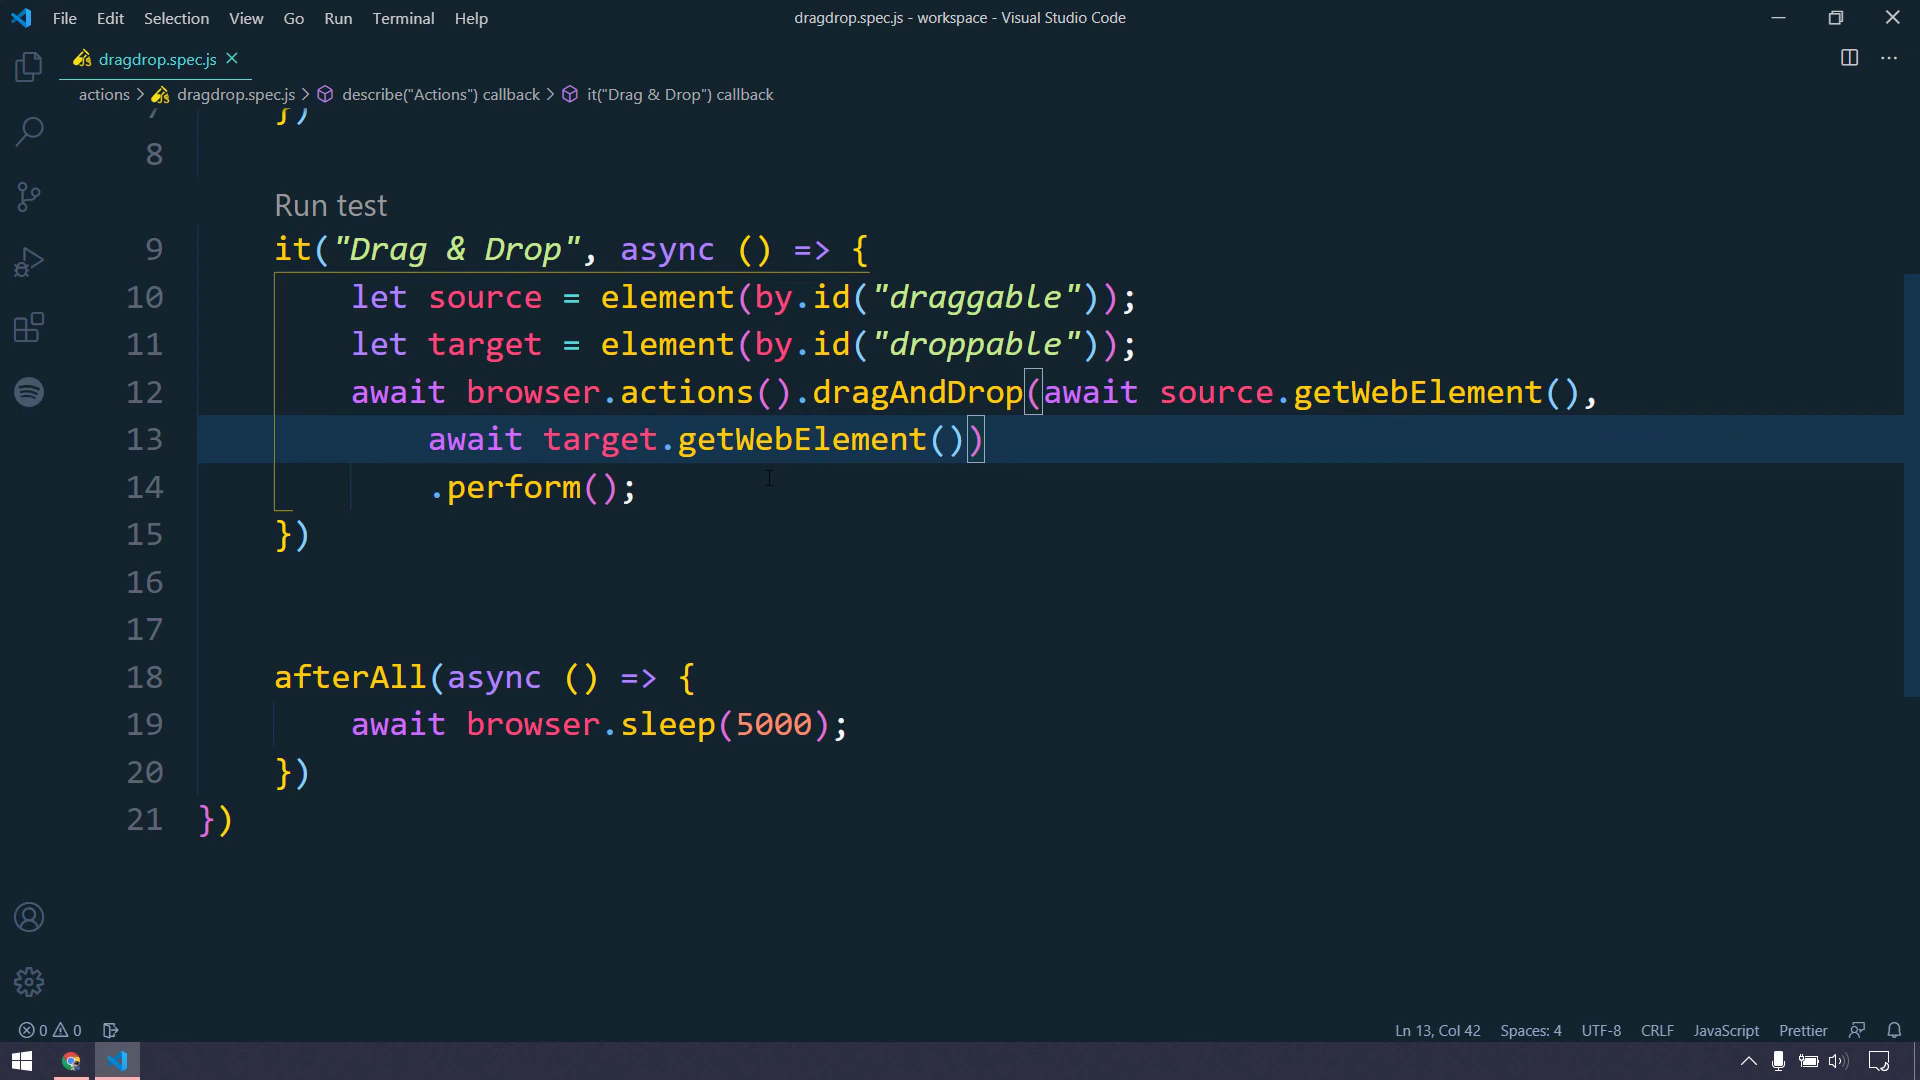 File Edit Selection View Go Run Terminal Help
dragdrop.spec.js - workspace - Visual Studio Code
dragdrop.spec.js
actions > dragdrop.spec.js > describe("Actions") callback > it("Drag & Drop") callback
7 })
8
Run test
9 it("Drag & Drop", async () => {
10 let source = element(by.id("draggable"));
11 let target = element(by.id("droppable"));
12 await browser.actions().dragAndDrop(await source.getWebElement(),
13 await target.getWebElement())
14 .perform();
15 })
16
17
18 afterAll(async () => {
19 await browser.sleep(5000);
20 })
21 })
0 0
Ln 13, Col 42 Spaces: 4 UTF-8 CRLF JavaScript Prettier